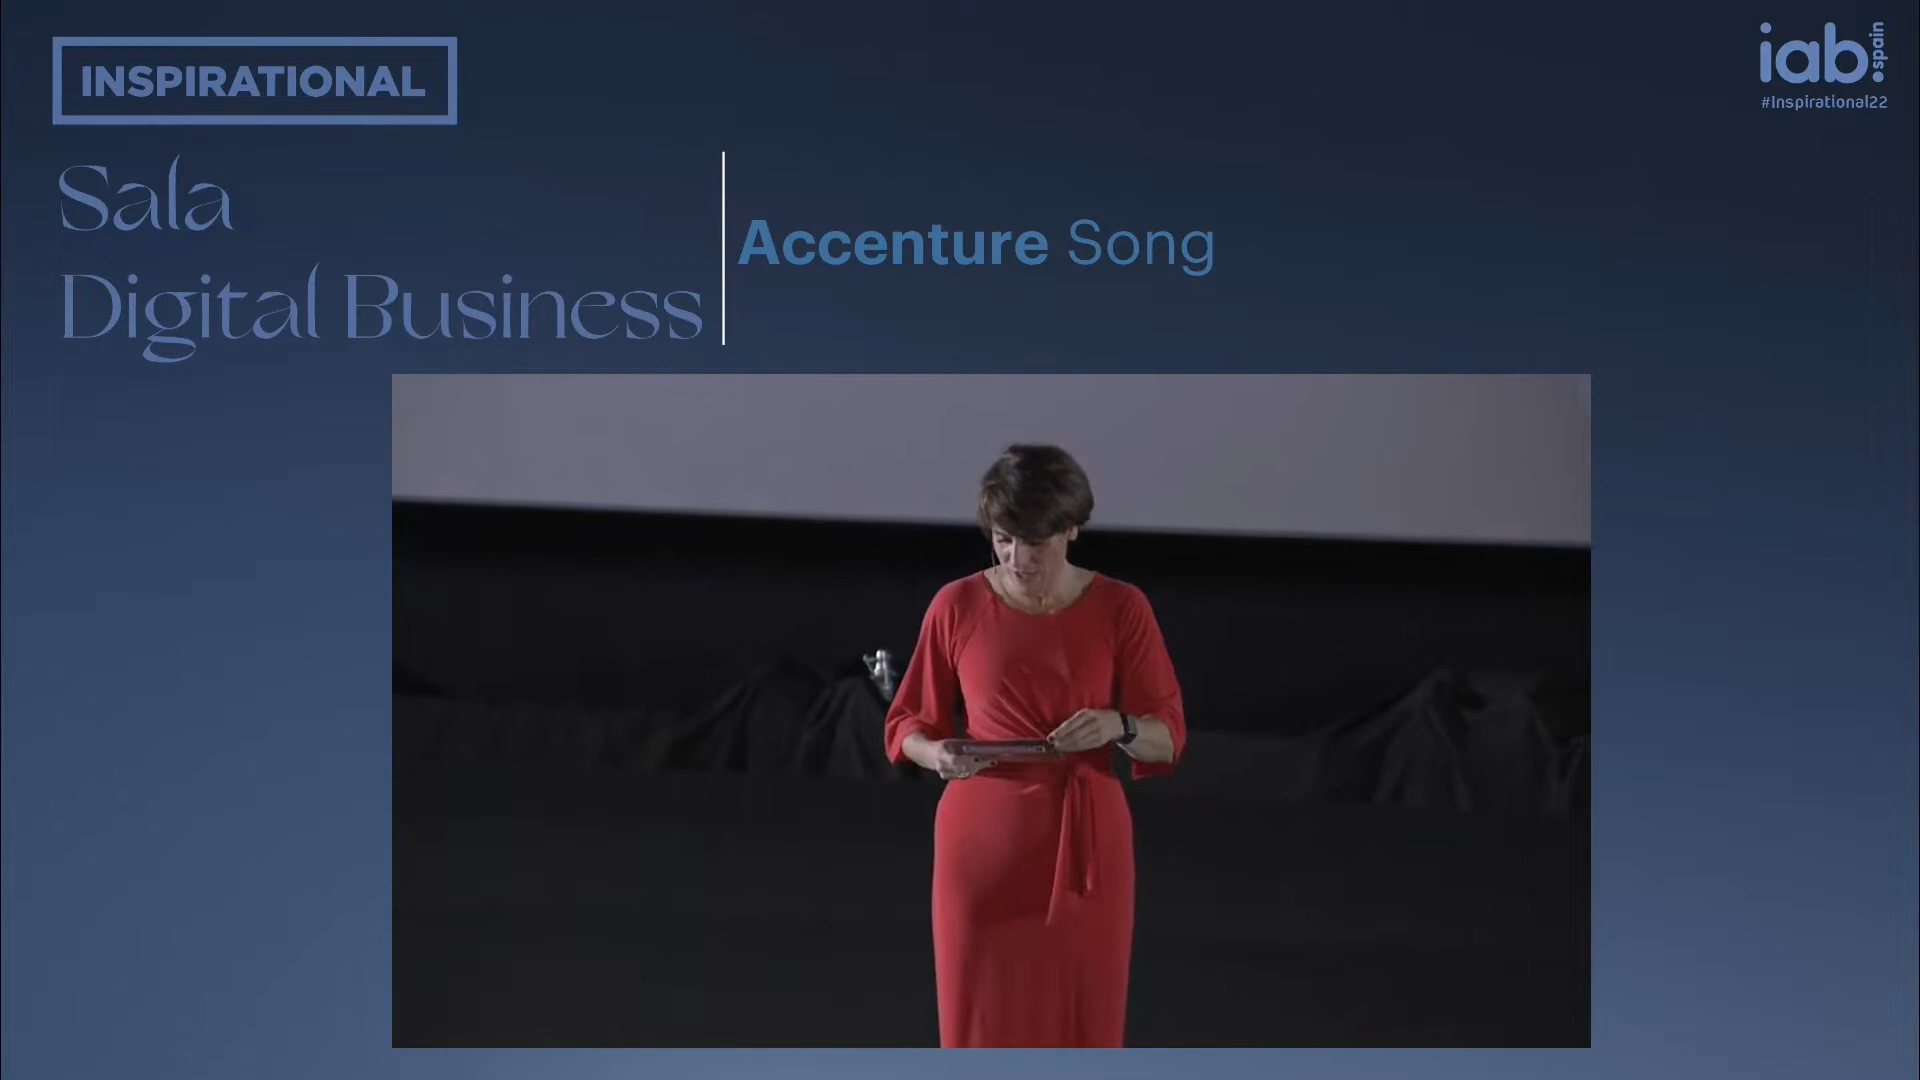 INSPIRATIONAL
iab.spain
#Inspirational22
Sala
Digital Business
Accenture Song